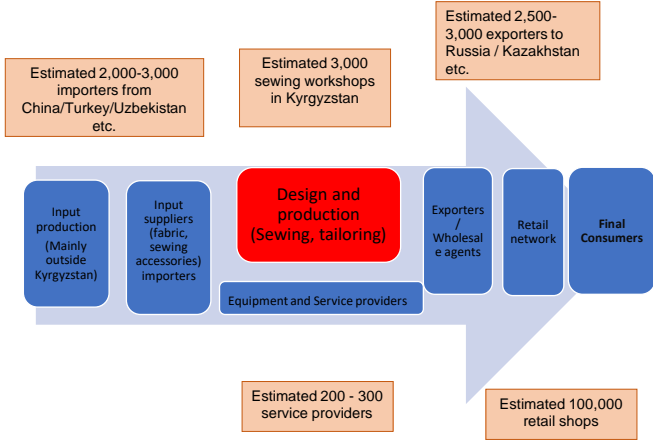 Estimated 2,500-
3,000 exporters to
Russia / Kazakhstan
etc.
Estimated 3,000
sewing workshops
in Kyrgyzstan
Estimated 2,000-3,000
importers from
China/Turkey/Uzbekistan
etc.
Input
production
(Mainly
outside
Kyrgyzstan)
Input
suppliers
(fabric,
sewing
accessories)
importers
Design and
production
(Sewing, tailoring)
Equipment and Service providers
Exporters
/
Wholesal
e agents
Retail
network
Final
Consumers
Estimated 200 - 300
service providers
Estimated 100,000
retail shops